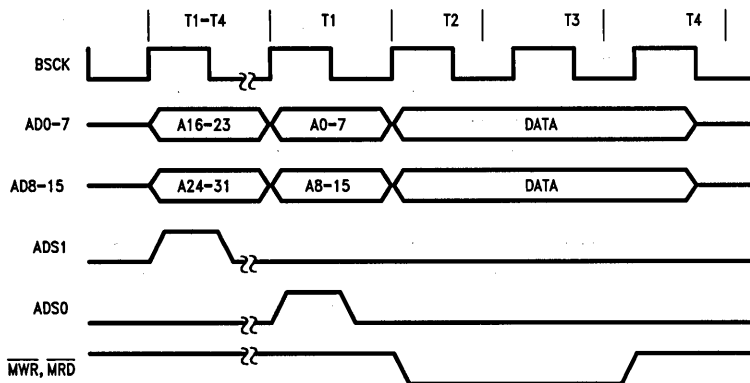 T1-T4 T1 T2 T3 T4
BSCK
AD0-7 A16-23 A0-7 DATA
AD8-15 A24-31 A8-15 DATA
ADS1
ADS0
MWR, MRD